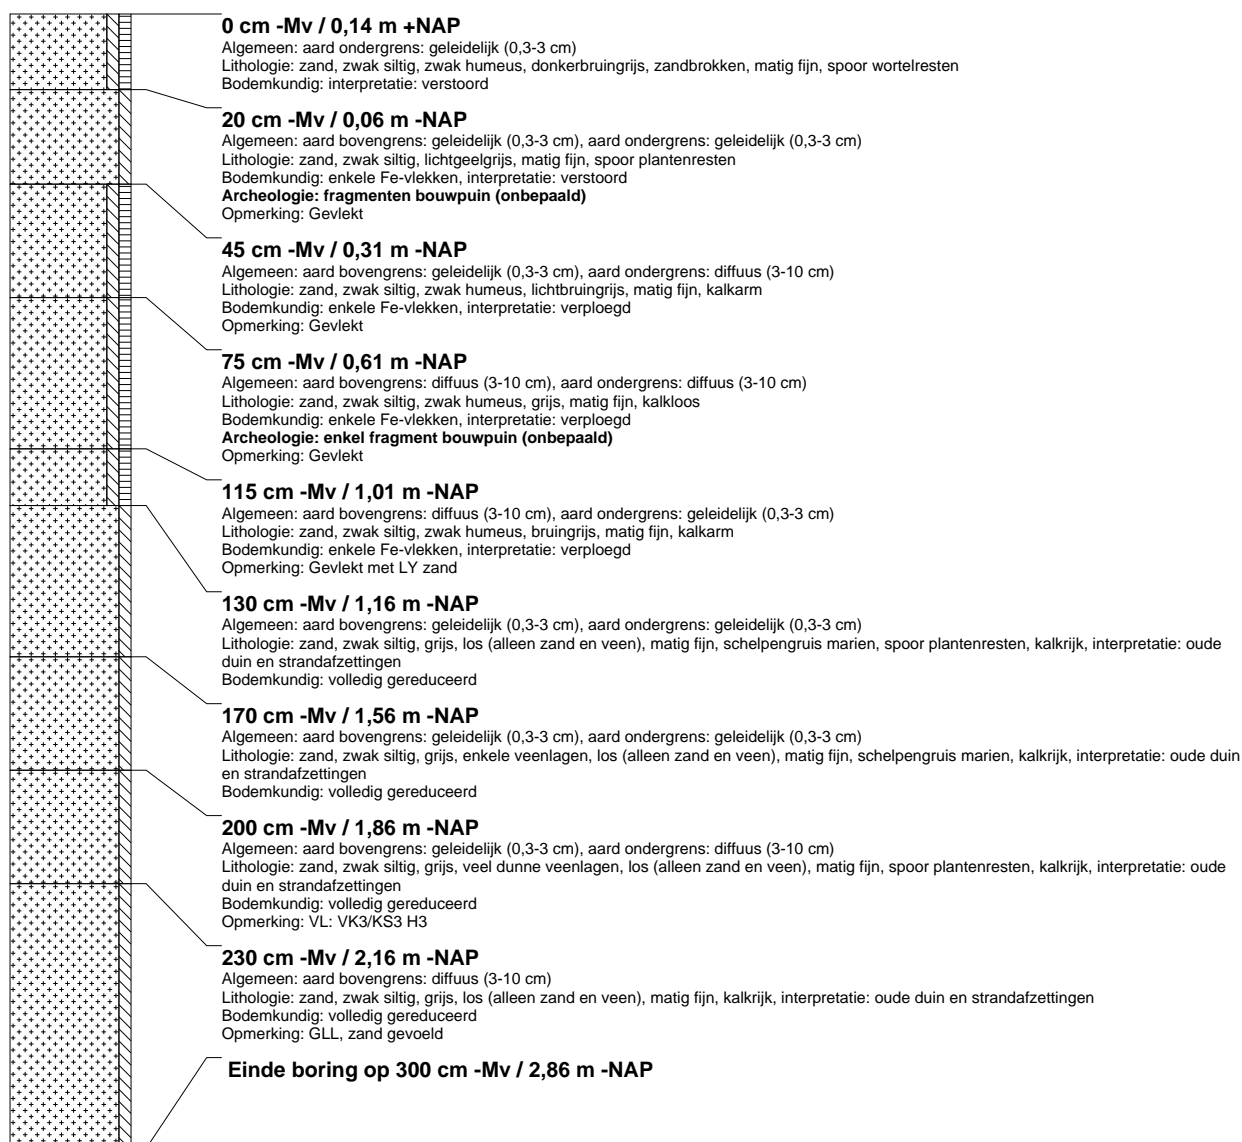 0 cm -Mv / 0,14 m +NAP
Algemeen: aard ondergrens: geleidelijk (0,3-3 cm)
Lithologie: zand, zwak siltig, zwak humeus, donkerbruingrijs, zandbrokken, matig fijn, spoor wortelresten
Bodemkundig: interpretatie: verstoord
20 cm -Mv / 0,06 m -NAP
Algemeen: aard bovengrens: geleidelijk (0,3-3 cm), aard ondergrens: geleidelijk (0,3-3 cm)
Lithologie: zand, zwak siltig, lichtgeelgrijs, matig fijn, spoor plantenresten
Bodemkundig: enkele Fe-vlekken, interpretatie: verstoord
Archeologie: fragmenten bouwpuin (onbepaald)
Opmerking: Gevlekt
45 cm -Mv / 0,31 m -NAP
Algemeen: aard bovengrens: geleidelijk (0,3-3 cm), aard ondergrens: diffuus (3-10 cm)
Lithologie: zand, zwak siltig, zwak humeus, lichtbruingrijs, matig fijn, kalkarm
Bodemkundig: enkele Fe-vlekken, interpretatie: verploegd
Opmerking: Gevlekt
75 cm -Mv / 0,61 m -NAP
Algemeen: aard bovengrens: diffuus (3-10 cm), aard ondergrens: diffuus (3-10 cm)
Lithologie: zand, zwak siltig, zwak humeus, grijs, matig fijn, kalkloos
Bodemkundig: enkele Fe-vlekken, interpretatie: verploegd
Archeologie: enkel fragment bouwpuin (onbepaald)
Opmerking: Gevlekt
115 cm -Mv / 1,01 m -NAP
Algemeen: aard bovengrens: diffuus (3-10 cm), aard ondergrens: geleidelijk (0,3-3 cm)
Lithologie: zand, zwak siltig, zwak humeus, bruingrijs, matig fijn, kalkarm
Bodemkundig: enkele Fe-vlekken, interpretatie: verploegd
Opmerking: Gevlekt met LY zand
130 cm -Mv / 1,16 m -NAP
Algemeen: aard bovengrens: geleidelijk (0,3-3 cm), aard ondergrens: geleidelijk (0,3-3 cm)
Lithologie: zand, zwak siltig, grijs, los (alleen zand en veen), matig fijn, schelpengruis marien, spoor plantenresten, kalkrijk, interpretatie: oude
duin en strandafzettingen
Bodemkundig: volledig gereduceerd
170 cm -Mv / 1,56 m -NAP
Algemeen: aard bovengrens: geleidelijk (0,3-3 cm), aard ondergrens: geleidelijk (0,3-3 cm)
Lithologie: zand, zwak siltig, grijs, enkele veenlagen, los (alleen zand en veen), matig fijn, schelpengruis marien, kalkrijk, interpretatie: oude duin
en strandafzettingen
Bodemkundig: volledig gereduceerd
200 cm -Mv / 1,86 m -NAP
Algemeen: aard bovengrens: geleidelijk (0,3-3 cm), aard ondergrens: diffuus (3-10 cm)
Lithologie: zand, zwak siltig, grijs, veel dunne veenlagen, los (alleen zand en veen), matig fijn, spoor plantenresten, kalkrijk, interpretatie: oude
duin en strandafzettingen
Bodemkundig: volledig gereduceerd
Opmerking: VL: VK3/KS3 H3
230 cm -Mv / 2,16 m -NAP
Algemeen: aard bovengrens: diffuus (3-10 cm)
Lithologie: zand, zwak siltig, grijs, los (alleen zand en veen), matig fijn, kalkrijk, interpretatie: oude duin en strandafzettingen
Bodemkundig: volledig gereduceerd
Opmerking: GLL, zand gevoeld
Einde boring op 300 cm -Mv / 2,86 m -NAP